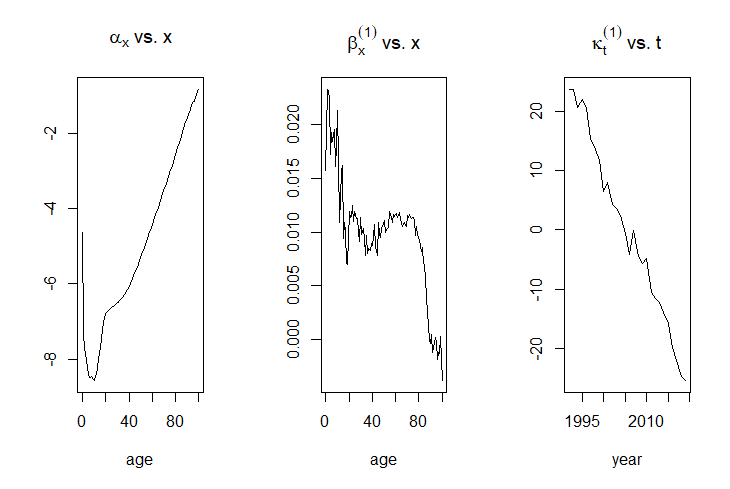 αx vs. x
-2
-4
-6
-8
0 40 80
age
βx(1) vs. x
0.020
0.015
0.010
0.005
0.000
0 40 80
age
κt(1) vs. t
20
10
0
-10
-20
1995 2010
year